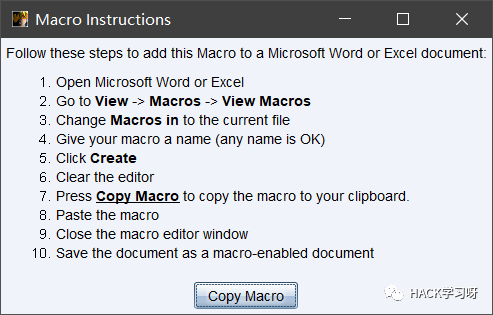 Macro Instructions
Follow these steps to add this Macro to a Microsoft Word or Excel document:
1. Open Microsoft Word or Excel
2. Go to View -> Macros -> View Macros
3. Change Macros in to the current file
4. Give your macro a name (any name is OK)
5. Click Create
6. Clear the editor
7. Press Copy Macro to copy the macro to your clipboard.
8. Paste the macro
9. Close the macro editor window
10. Save the document as a macro-enabled document
Copy Macro
HACK学习呀